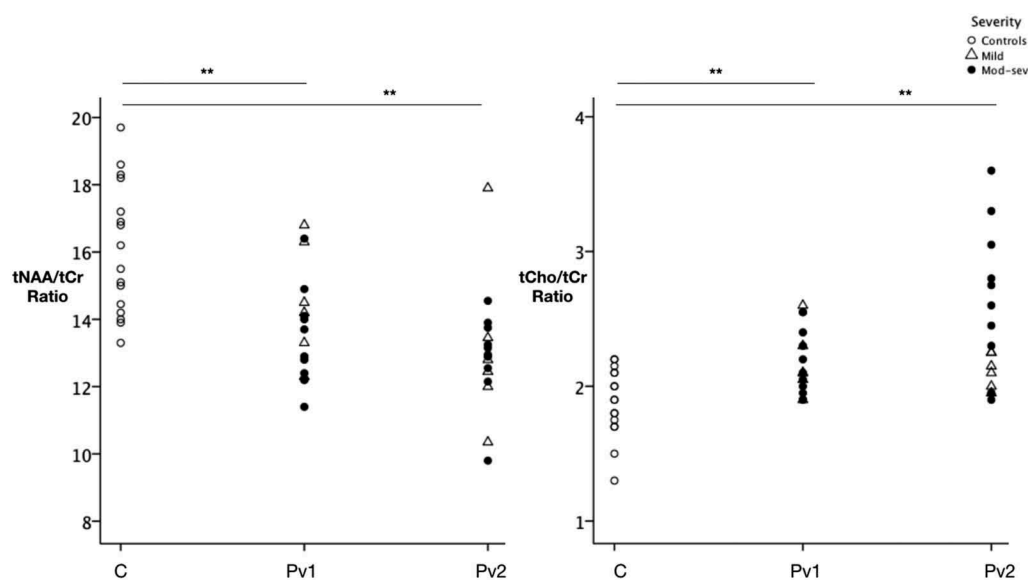 Severity
Controls
Mild
Mod-sev
**
**
20
18
16
14
12
10
8
tNAA/tCr
Ratio
C
Pv1
Pv2
**
**
4
3
2
1
tCho/tCr
Ratio
C
Pv1
Pv2